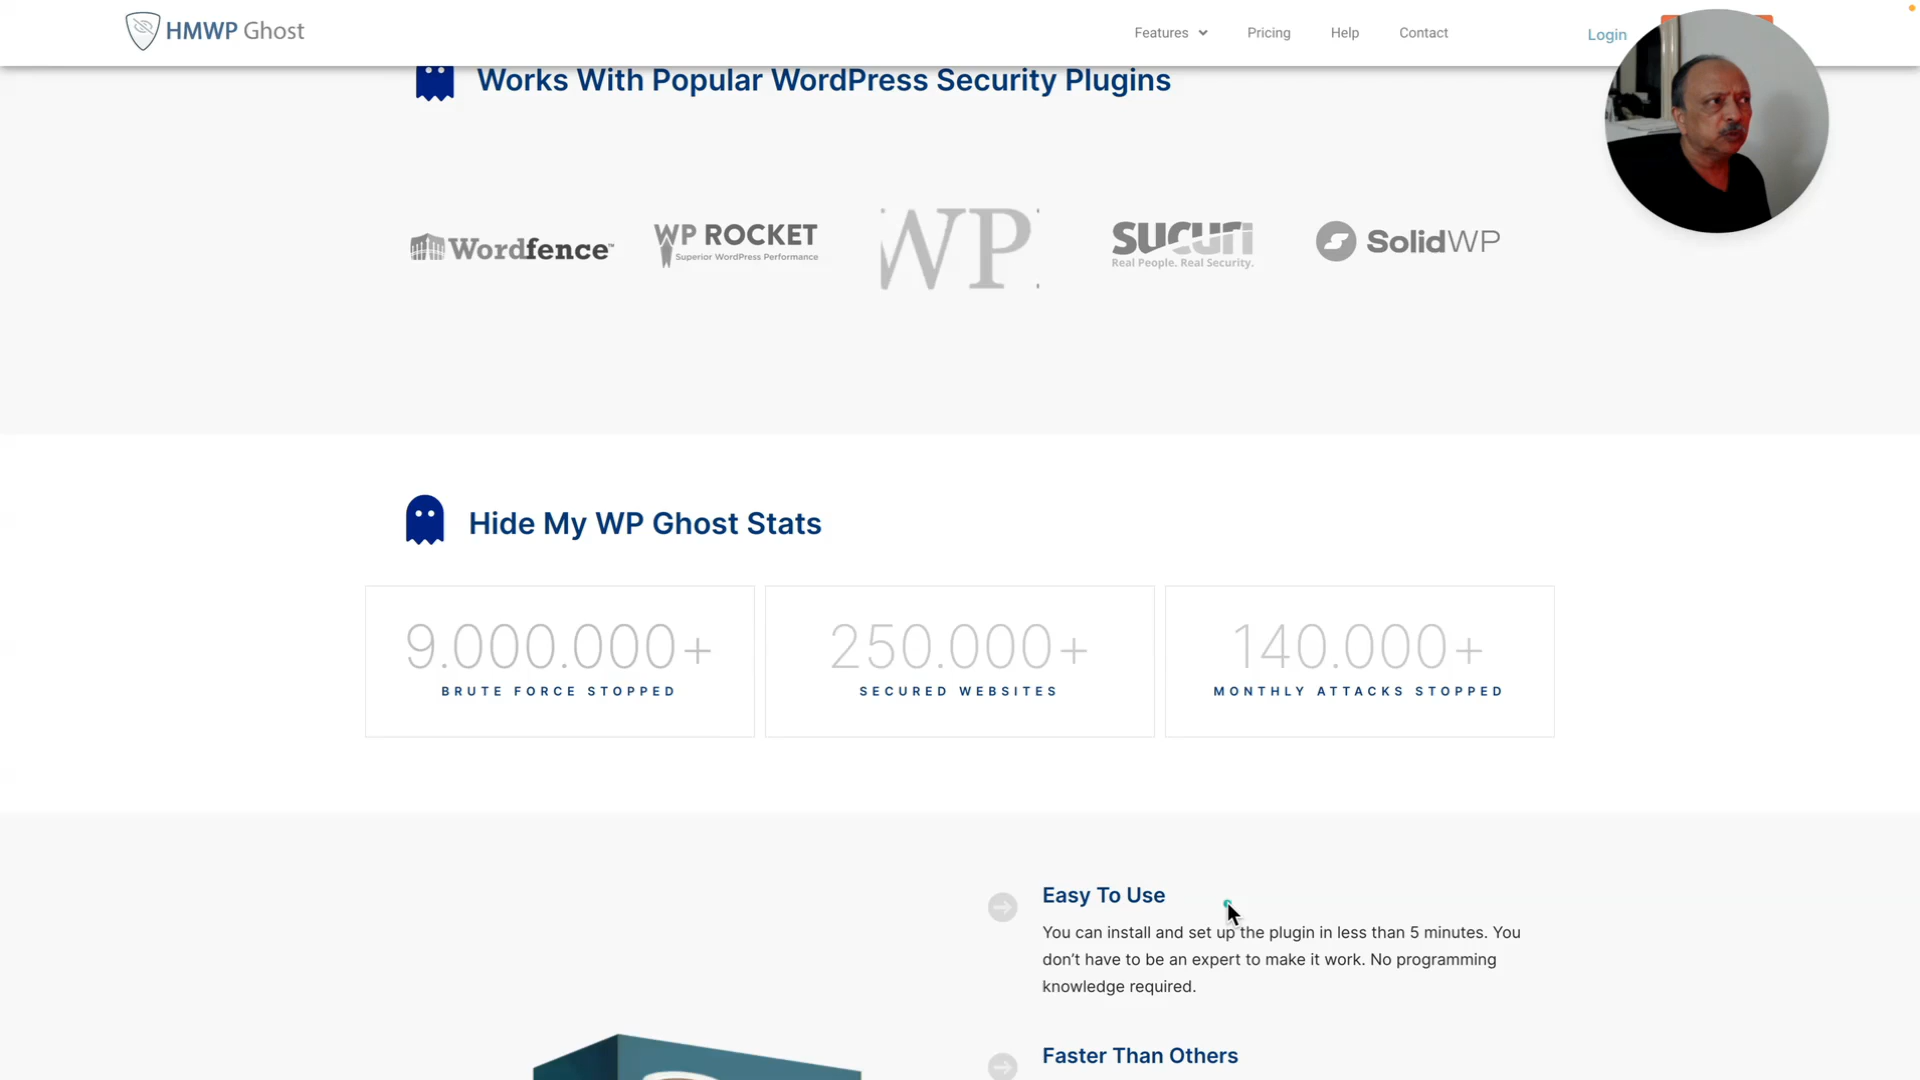 HMWP Ghost
Features
Pricing
Help
Contact
Login
Works With Popular WordPress Security Plugins
Wordfence™
WP ROCKET
Superior WordPress Performance
WP
SUCURI
Real People. Real Security.
SolidWP
Hide My WP Ghost Stats
9.000.000+
BRUTE FORCE STOPPED
250.000+
SECURED WEBSITES
140.000+
MONTHLY ATTACKS STOPPED
Easy To Use
You can install and set up the plugin in less than 5 minutes. You
don’t have to be an expert to make it work. No programming
knowledge required.
Faster Than Others